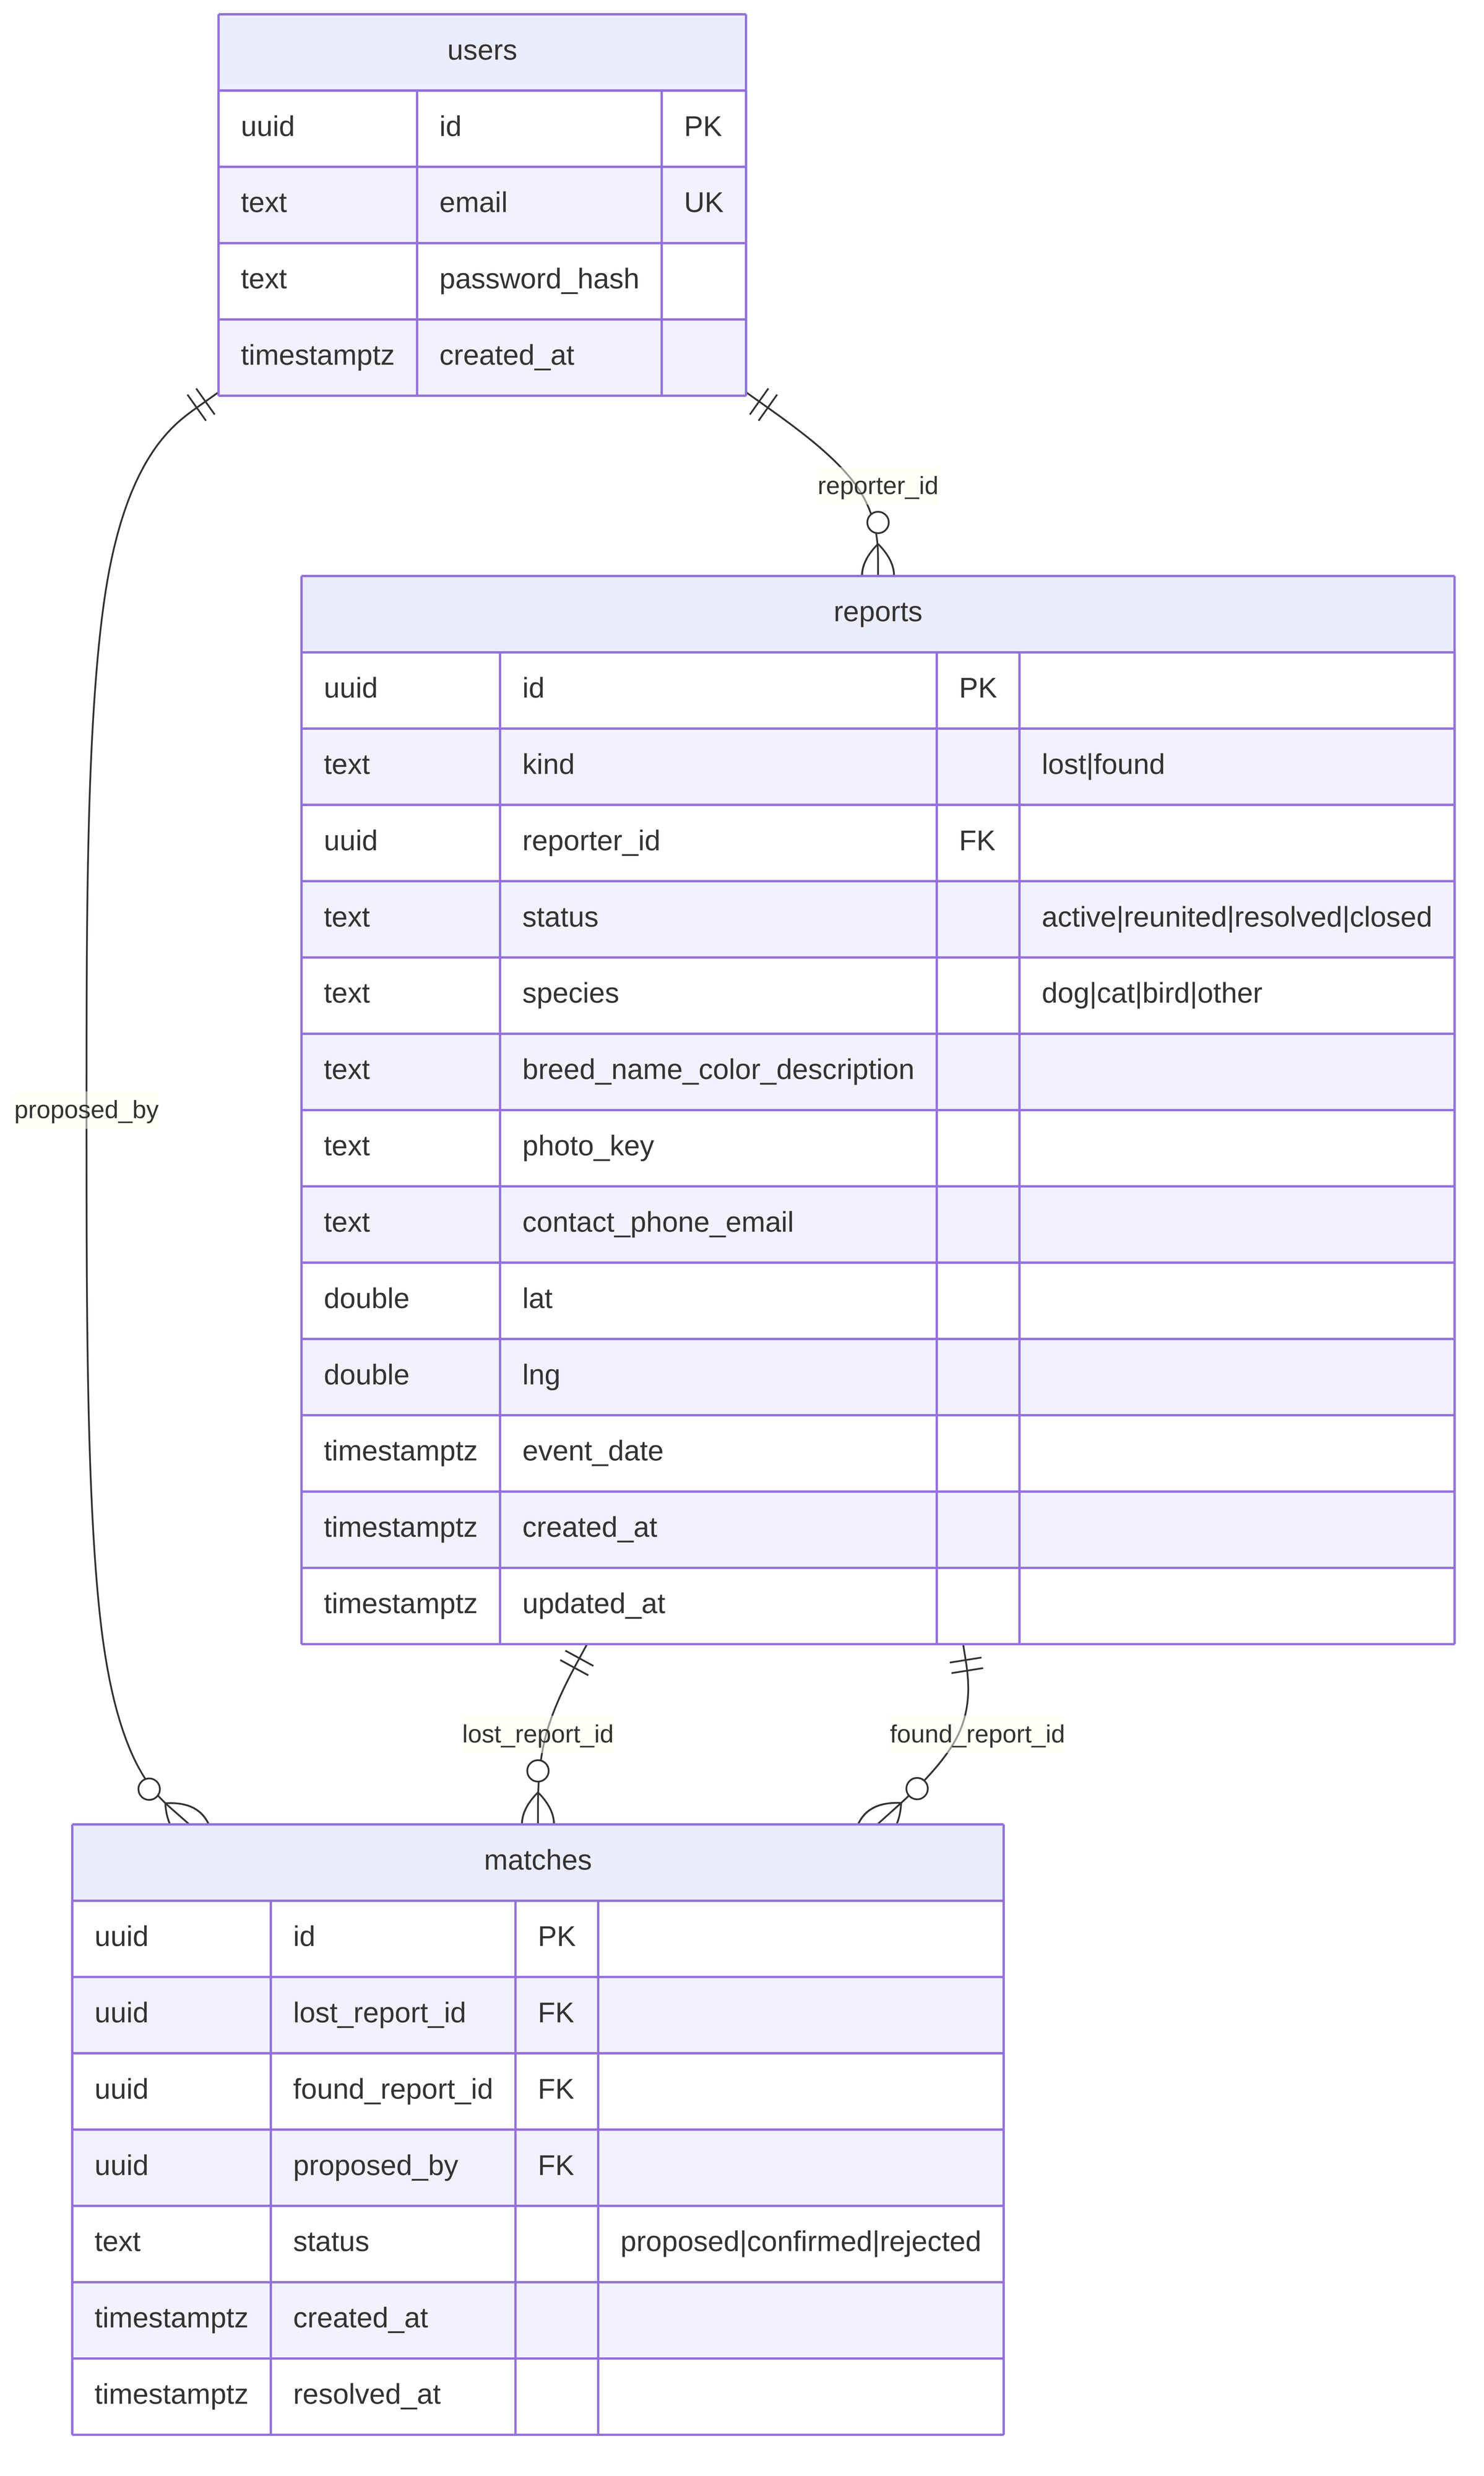 users
uuid id PK
text email UK
text password_hash
timestamptz created_at
reporter_id
reports
uuid id PK
text kind lost|found
uuid reporter_id FK
text status active|reunited|resolved|closed
text species dog|cat|bird|other
text breed_name_color_description
text photo_key
text contact_phone_email
double lat
double lng
timestamptz event_date
timestamptz created_at
timestamptz updated_at
proposed_by
lost_report_id
found_report_id
matches
uuid id PK
uuid lost_report_id FK
uuid found_report_id FK
uuid proposed_by FK
text status proposed|confirmed|rejected
timestamptz created_at
timestamptz resolved_at